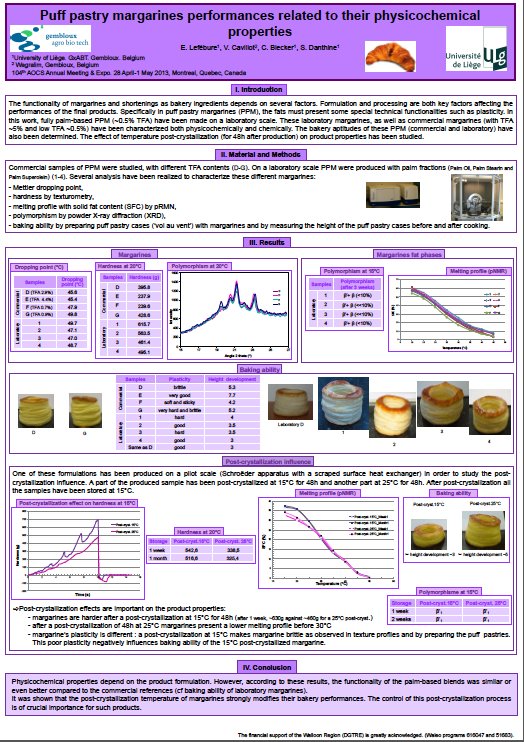 Puff pastry margarines performances related to their physicochemical
properties
gembloux
agro bio tech
E. Lefébure¹, V. Cavillot², C. Blecker¹, S. Danthine¹
¹University of Liège. GxABT. Gembloux. Belgium
² Wagralim, Gembloux, Belgium
104th AOCS Annual Meeting & Expo. 28 April-1 May 2013, Montreal, Quebec, Canada
Université
de Liège
I. Introduction
The functionality of margarines and shortenings as bakery ingredients depends on several factors. Formulation and processing are both key factors affecting the
performances of the final products. Specifically in puff pastry margarines (PPM), the fats must present some special technical functionalities such as plasticity. In
this work, fully palm-based PPM (~0.5% TFA) have been made on a laboratory scale. These laboratory margarines, as well as commercial margarines (with TFA
~5% and low TFA ~0.5%) have been characterized both physicochemically and chemically. The bakery aptitudes of these PPM (commercial and laboratory) have
also been determined. The effect of temperature post-crystallization (for 48h after production) on product properties has been studied.
II. Material and Methods
Commercial samples of PPM were studied, with different TFA contents (D-G). On a laboratory scale PPM were produced with palm fractions (Palm Oil, Palm Stearin and
Palm Superolein) (1-4). Several analysis have been realized to characterize these different margarines:
- Mettler dropping point,
- hardness by texturometry,
- melting profile with solid fat content (SFC) by pRMN,
- polymorphism by powder X-ray diffraction (XRD),
- baking ability by preparing puff pastry cases ('vol au vent') with margarines and by measuring the height of the puff pastry cases before and after cooking.
III. Results
Margarines
Margarines fat phases
Dropping point (°C)
Samples Dropping point (°C)
Commercial
D (TFA 2.9%) 45.6
E (TFA 4.4%) 45.4
F (TFA 0.7%) 47.9
G (TFA 0.9%) 49.8
Laboratory
1 49.7
2 47.1
3 47.0
4 48.7
Hardness at 20°C
Samples Hardness (g)
Commercial
D 296.8
E 237.9
F 239.6
G 428.6
Laboratory
1 615.7
2 563.5
3 461.4
4 495.1
Polymorphism at 20°C
Angle 2-theta (°)
Polymorphism at 15°C
Samples Polymorphism (after 5 weeks)
Laboratory
1 β'+ β (<10%)
2 β'+ β (<<10%)
3 β'+ β (<<10%)
4 β'+ β (<10%)
Melting profile (pNMR)
Temperature (°C)
Baking ability
D
G
Samples Plasticity Height development
Commercial
D brittle 5.3
E very good 7.7
F soft and sticky 4.2
G very hard and brittle 5.2
Laboratory
1 hard 4
2 good 3.5
3 hard 3.5
4 good 3
Same as D good 3
Laboratory D
1
2
3
4
Post-crystallization influence
One of these formulations has been produced on a pilot scale (Schroëder apparatus with a scraped surface heat exchanger) in order to study the post-
crystallization influence. A part of the produced sample has been post-crystallized at 15°C for 48h and another part at 25°C for 48h. After post-crystallization all
the samples have been stored at 15°C.
Post-crystallization effect on hardness at 15°C
Hardness (g)
Post-cryst. 15°C
Post-cryst. 25°C
Time (s)
Hardness at 20°C
Storage Post-cryst.15°C Post-cryst. 25°C
1 week 542,6 338,5
1 month 516,6 325,4
Melting profile (pNMR)
SFC (%)
Temperature (°C)
Baking ability
Post-cryst.15°C
Post-cryst.25°C
height development ~3
height development ~5
Polymorphisme at 15°C
Storage Post-cryst.15°C Post-cryst. 25°C
1 week β', β',
2 weeks β', β',
⇨Post-crystallization effects are important on the product properties:
- margarines are harder after a post-crystallization at 15°C for 48h (after 1 week, ~630g against ~460g for a 25°C post-cryst.)
- after a post-crystallization of 48h at 25°C margarines present a lower melting profile before 30°C
- margarine's plasticity is different : a post-crystallization at 15°C makes margarine brittle as observed in texture profiles and by preparing the puff pastries.
This poor plasticity negatively influences baking ability of the 15°C post-crystallized margarine.
IV. Conclusion
Physicochemical properties depend on the product formulation. However, according to these results, the functionality of the palm-based blends was similar or
even better compared to the commercial references (cf baking ability of laboratory margarines).
It was shown that the post-crystallization temperature of margarines strongly modifies their bakery performances. The control of this post-crystallization process
is of crucial importance for such products.
The financial support of the Walloon Region (DGTRE) is greatly acknowledged. (Waleo programs 616047 and 51683).